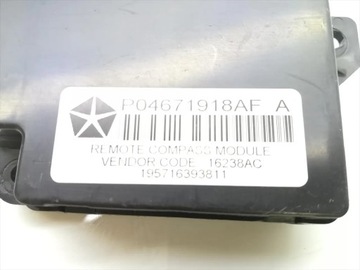 P04671918AF A
REMOTE COMPASS MODULE
VENDOR CODE 16238AC
195716393811